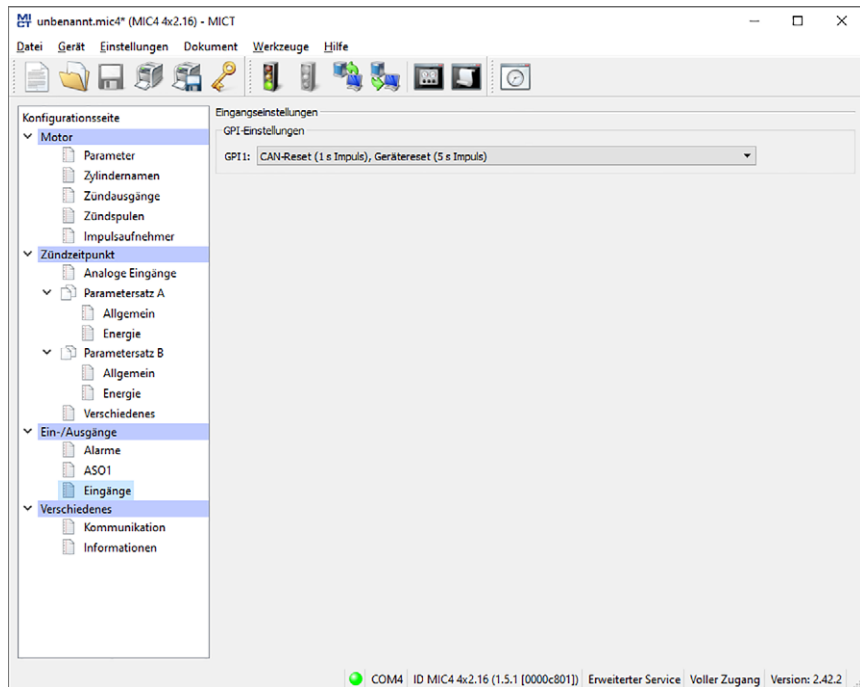 unbenannt.mic4* (MIC4 4x2.16) - MICT
Datei Gerät Einstellungen Dokument Werkzeuge Hilfe
Konfigurationsseite
Motor
Parameter
Zylindernamen
Zündausgänge
Zündspulen
Impulsaufnehmer
Zündzeitpunkt
Analoge Eingänge
Parametersatz A
Allgemein
Energie
Parametersatz B
Allgemein
Energie
Verschiedenes
Ein-/Ausgänge
Alarme
ASO1
Eingänge
Verschiedenes
Kommunikation
Informationen
Eingangseinstellungen
GPI-Einstellungen
GPI1: CAN-Reset (1 s Impuls), Gerätereset (5 s Impuls)
COM4 ID MIC4 4x2.16 (1.5.1 [0000c801]) Erweiterter Service Voller Zugang Version: 2.42.2